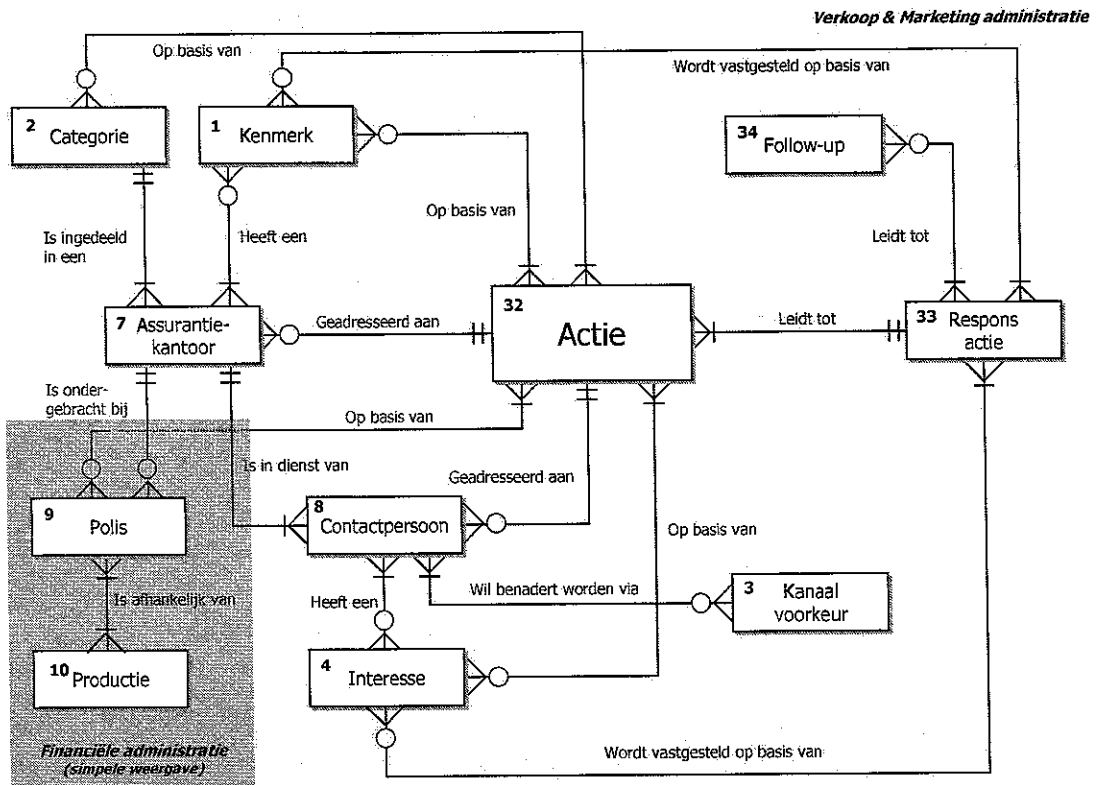 Verkoop & Marketing administratie
Op basis van
Wordt vastgesteld op basis van
2 Categorie
1 Kenmerk
34 Follow-up
Op basis van
Is ingedeeld
in een
Heeft een
Leidt tot
32
Actie
7 Assurantie-
kantoor
Geadresseerd aan
Leidt tot
33 Respons
actie
Is onder-
gebracht bij
Op basis van
Is in dienst van
Geadresseerd aan
9
Polis
8
Contactpersoon
Op basis van
Is afhankelijk van
Heeft een
Wil benaderd worden via
3 Kanaal
voorkeur
10 Productie
4
Interesse
Financiële administratie
(simpele weergave)
Wordt vastgesteld op basis van